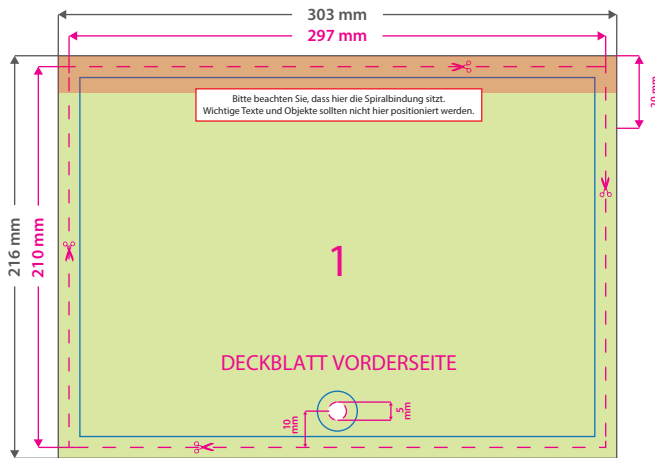 303 mm
297 mm
Bitte beachten Sie, dass hier die Spiralbindung sitzt.
Wichtige Texte und Objekte sollten nicht hier positioniert werden.
20 mm
216 mm
210 mm
1
DECKBLATT VORDERSEITE
10
mm
5
mm